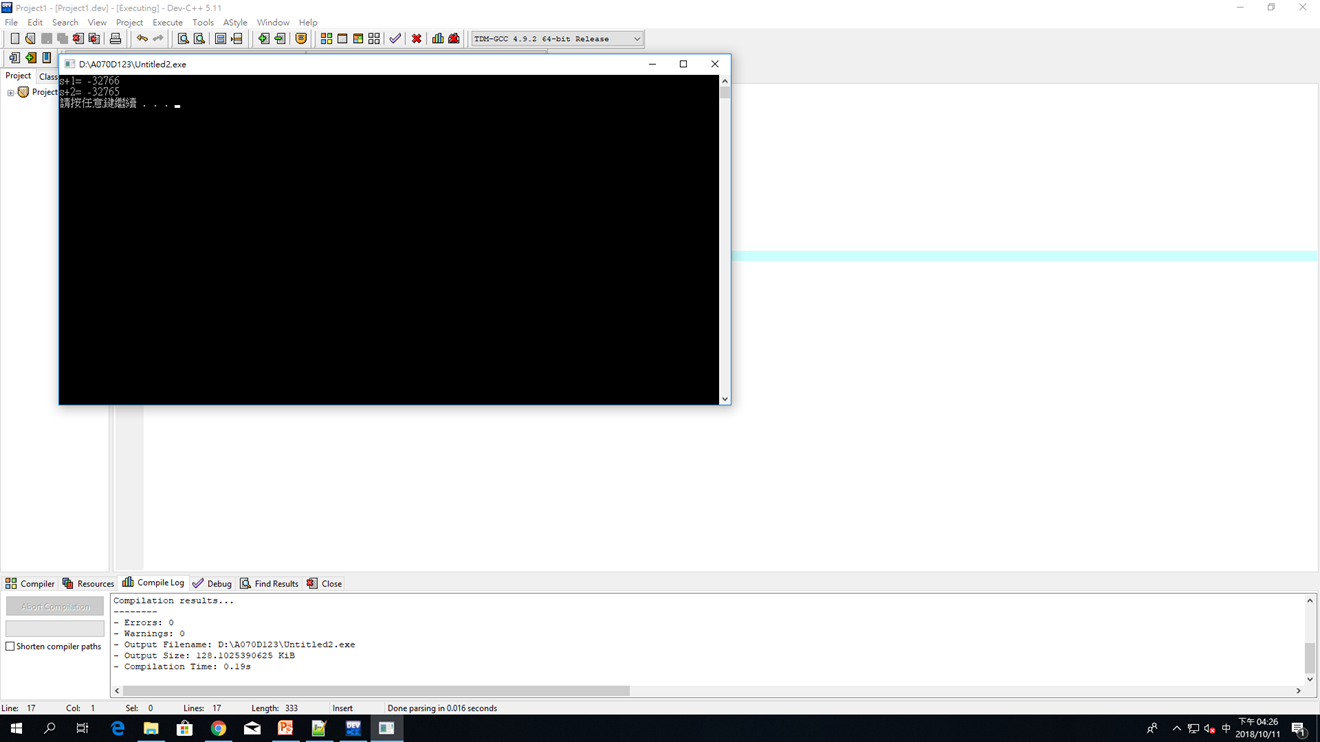 Project1 - [Project1.dev] - [Executing] - Dev-C++ 5.11
File Edit Search View Project Execute Tools AStyle Window Help
TDM-GCC 4.9.2 64-bit Release
D:\A070D123\Untitled2.exe
Project Class
Project
s+1= -32766
s+2= -32765
請按任意鍵繼續 . . .
Compiler Resources Compile Log Debug Find Results Close
Abort Compilation
Shorten compiler paths
Compilation results...
--------
- Errors: 0
- Warnings: 0
- Output Filename: D:\A070D123\Untitled2.exe
- Output Size: 128.1025390625 KiB
- Compilation Time: 0.19s
Line: 17 Col: 1 Sel: 0 Lines: 17 Length: 333 Insert Done parsing in 0.016 seconds
中
下午 04:26
2018/10/11
1